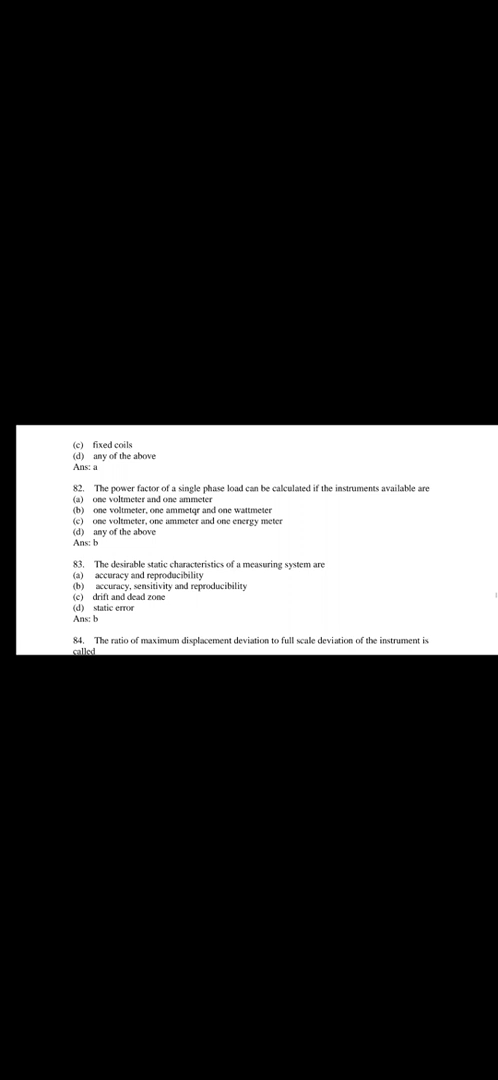 (c) fixed coils
(d) any of the above
Ans: a
82. The power factor of a single phase load can be calculated if the instruments available are
(a) one voltmeter and one ammeter
(b) one voltmeter, one ammetqr and one wattmeter
(c) one voltmeter, one ammeter and one energy meter
(d) any of the above
Ans: b
83. The desirable static characteristics of a measuring system are
(a) accuracy and reproducibility
(b) accuracy, sensitivity and reproducibility
(c) drift and dead zone
(d) static error
Ans: b
84. The ratio of maximum displacement deviation to full scale deviation of the instrument is
called